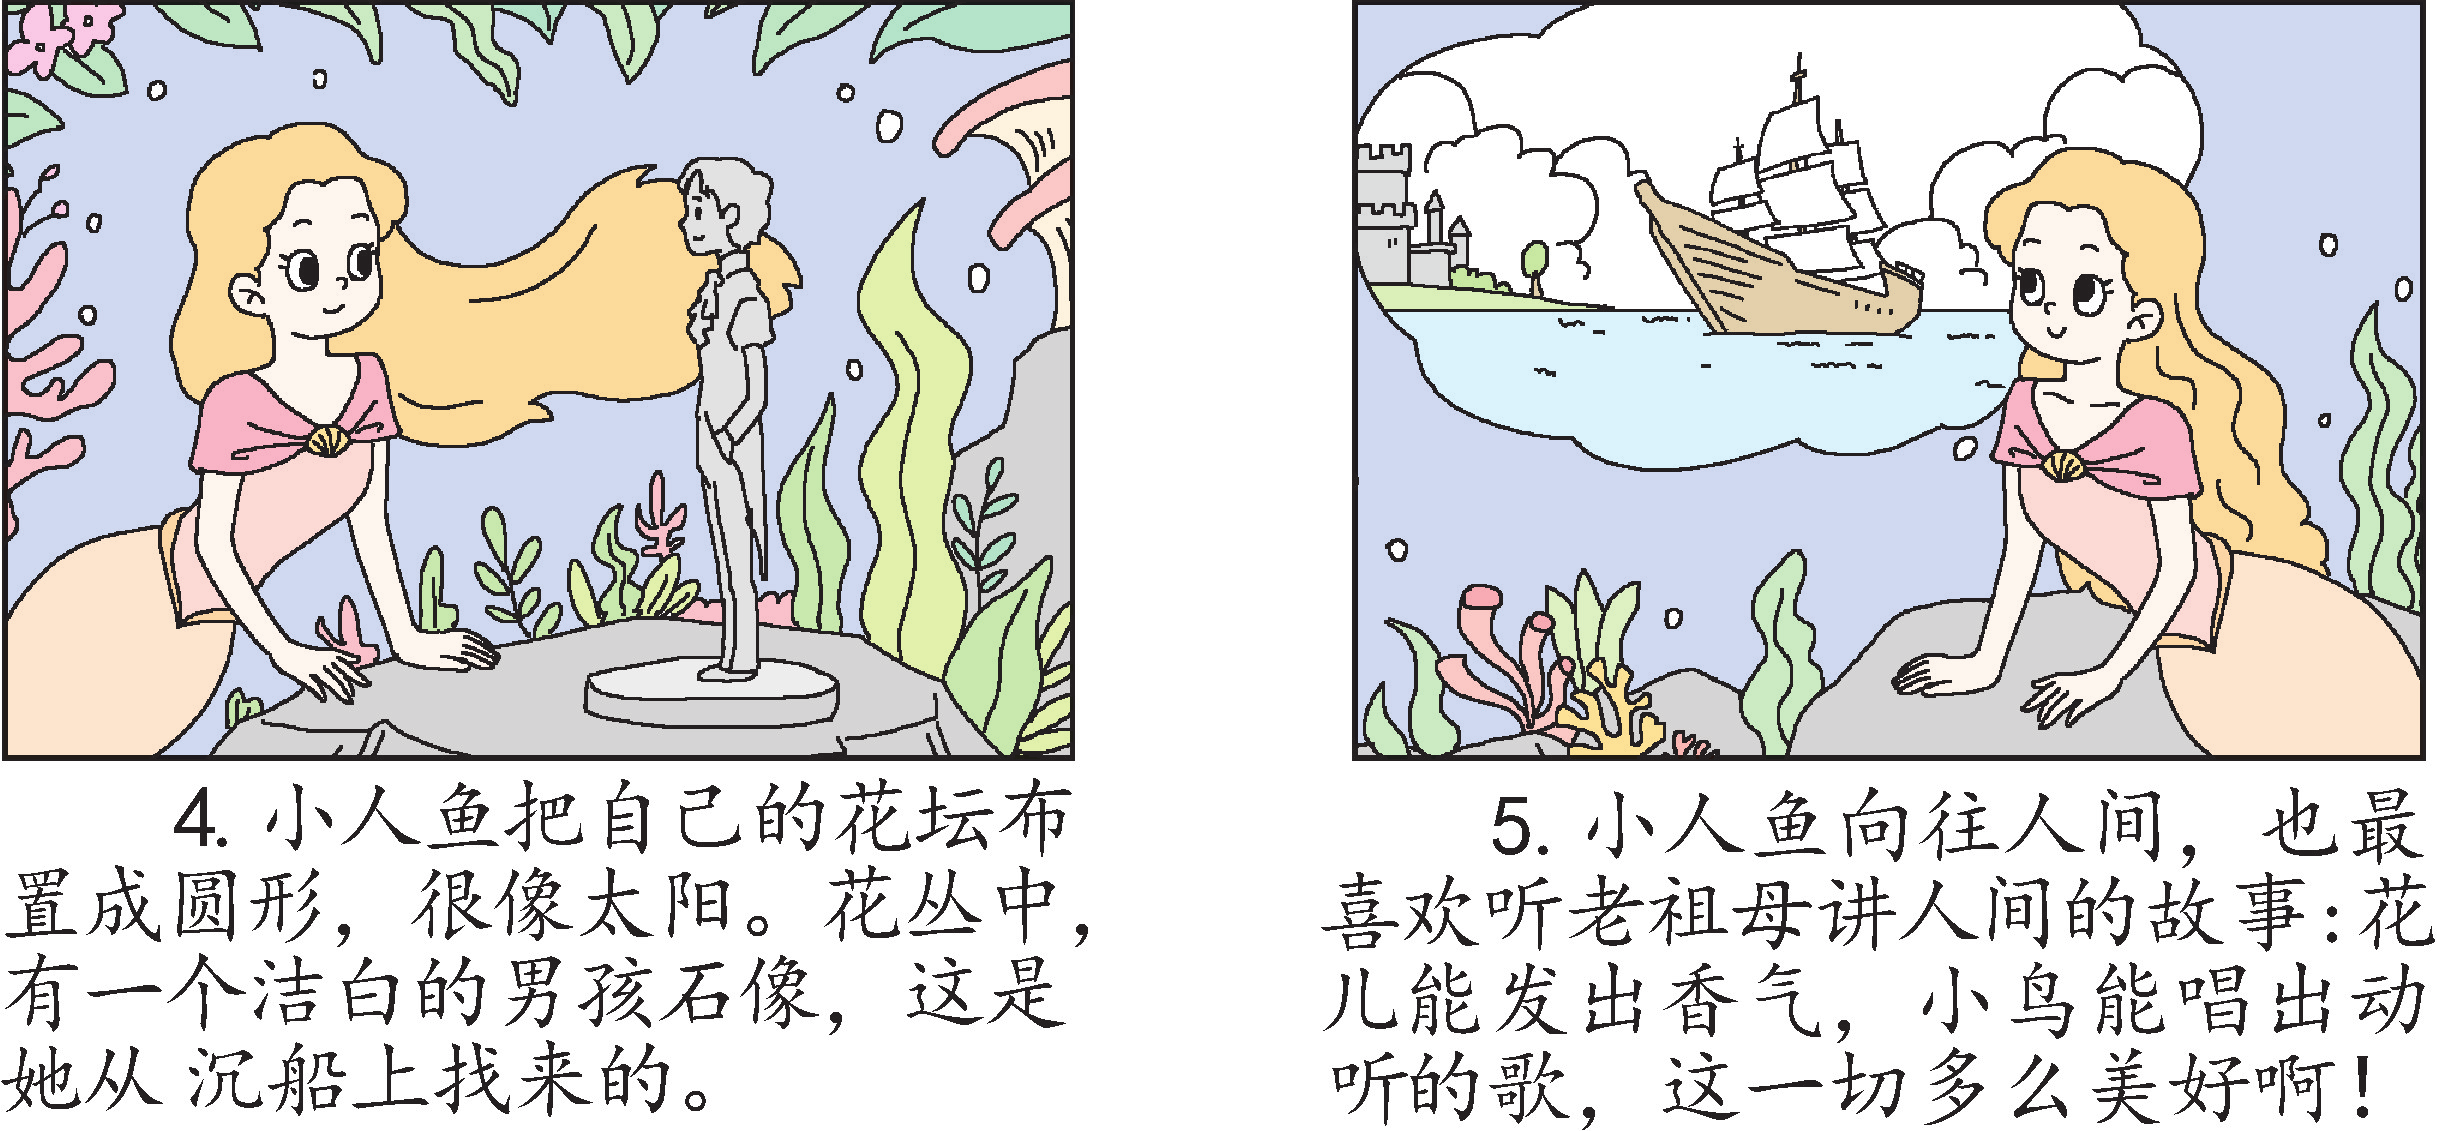 4. 小人鱼把自己的花坛布
置成圆形，很像太阳。花丛中，
有一个洁白的男孩石像，这是
她从沉船上找来的。
5. 小人鱼向往人间，也最
喜欢听老祖母讲人间的故事：花
儿能发出香气，小鸟能唱出动
听的歌，这一切多么美好啊！